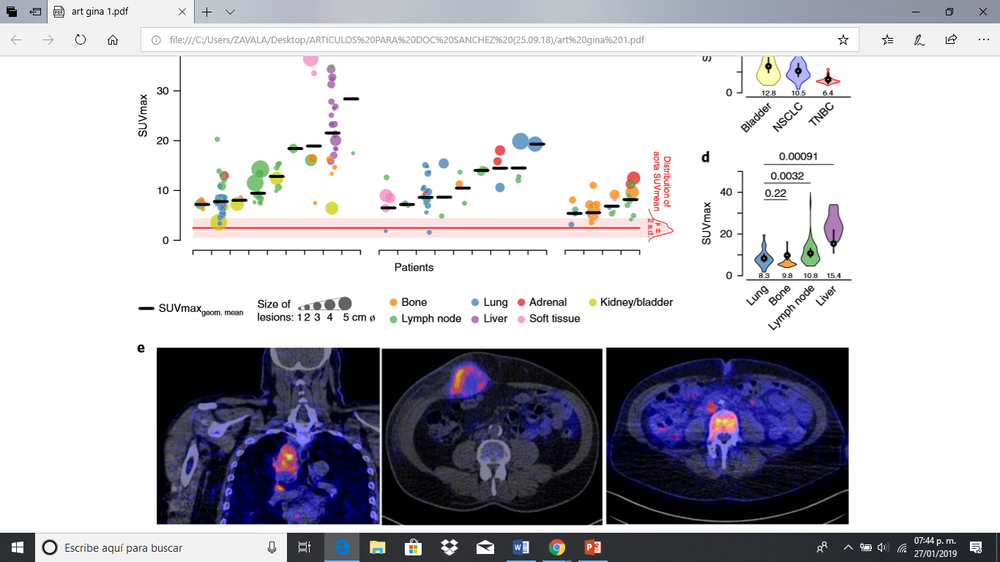 art gina 1.pdf
file:///C:/Users/ZAVALA/Desktop/ARTICULOS%20PARA%20DOC%20SANCHEZ%20(25.09.18)/art%20gina%201.pdf
SUVmax
30
20
10
0
Patients
Distribution of
aorta SUVmean
μ ±
2 s.d.
0
12.8
10.5
6.4
Bladder
NSCLC
TNBC
d
0.00091
0.0032
0.22
SUVmax
40
20
0
8.3
9.8
10.8
15.4
Lung
Bone
Lymph node
Liver
SUVmax geom. mean
Size of
lesions: 1 2 3 4 5 cm ø
Bone
Lung
Adrenal
Kidney/bladder
Lymph node
Liver
Soft tissue
e
Escribe aquí para buscar
07:44 p. m.
27/01/2019